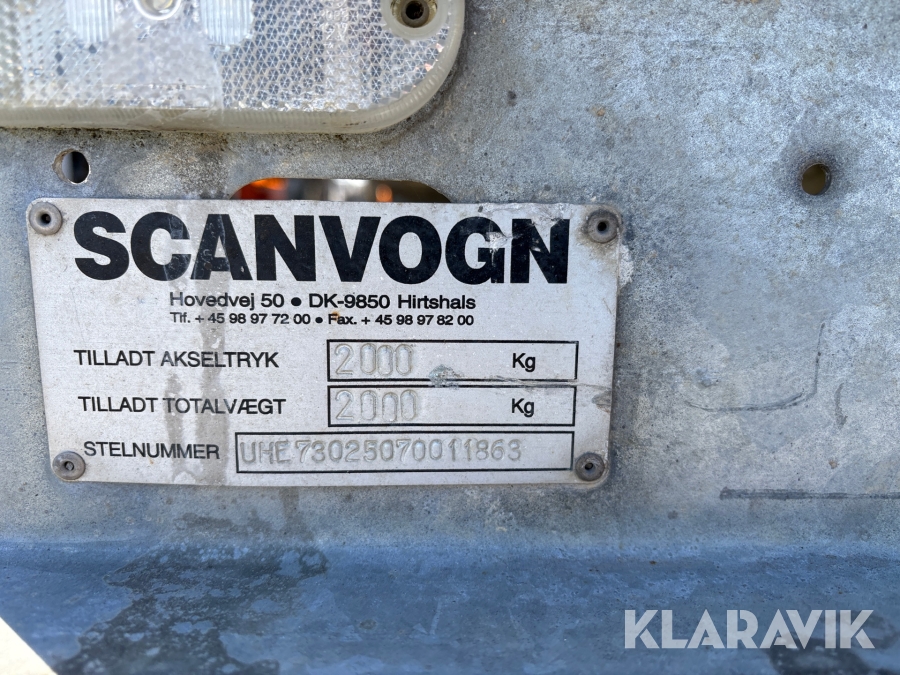 SCANVOGN
Hovedvej 50 • DK-9850 Hirtshals
Tlf. + 45 98 97 72 00 • Fax. + 45 98 97 82 00
TILLADT AKSELTRYK 2000 Kg
TILLADT TOTALVÆGT 2000 Kg
STELNUMMER UHE73025070011863
KLARAVIK